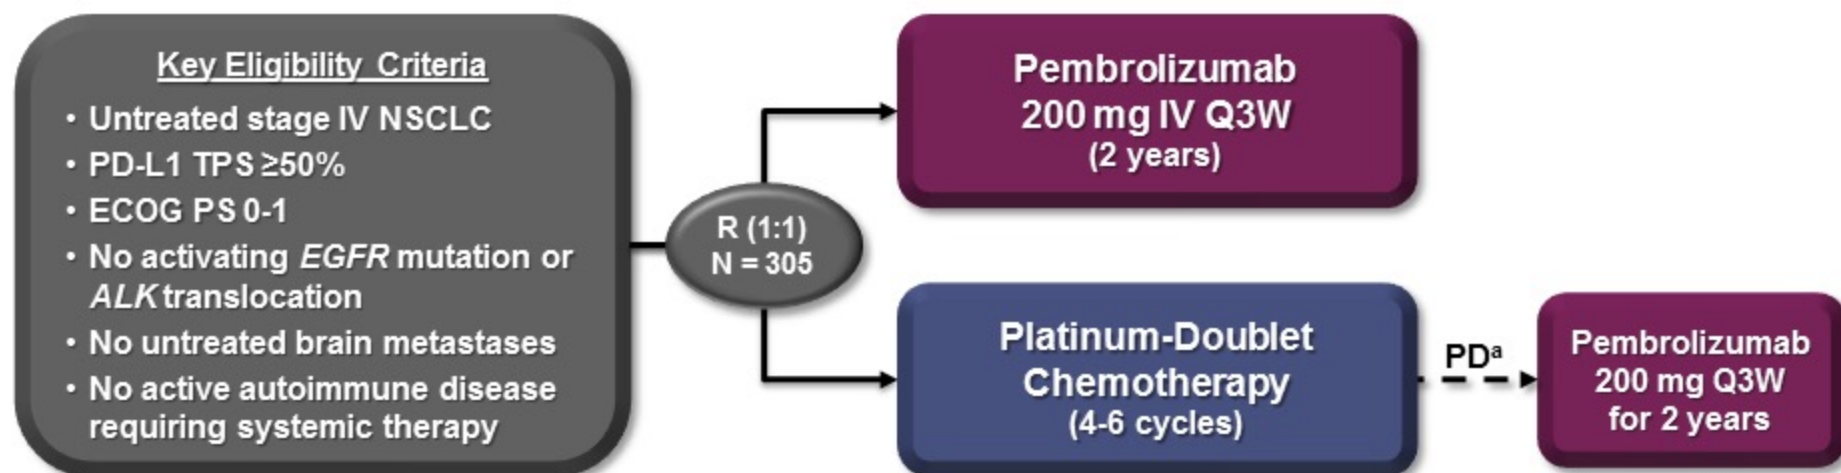 Key Eligibility Criteria
• Untreated stage IV NSCLC
• PD-L1 TPS ≥50%
• ECOG PS 0-1
• No activating EGFR mutation or
ALK translocation
• No untreated brain metastases
• No active autoimmune disease
requiring systemic therapy
R (1:1)
N = 305
Pembrolizumab
200 mg IV Q3W
(2 years)
Platinum-Doublet
Chemotherapy
(4-6 cycles)
PDᵃ
Pembrolizumab
200 mg Q3W
for 2 years